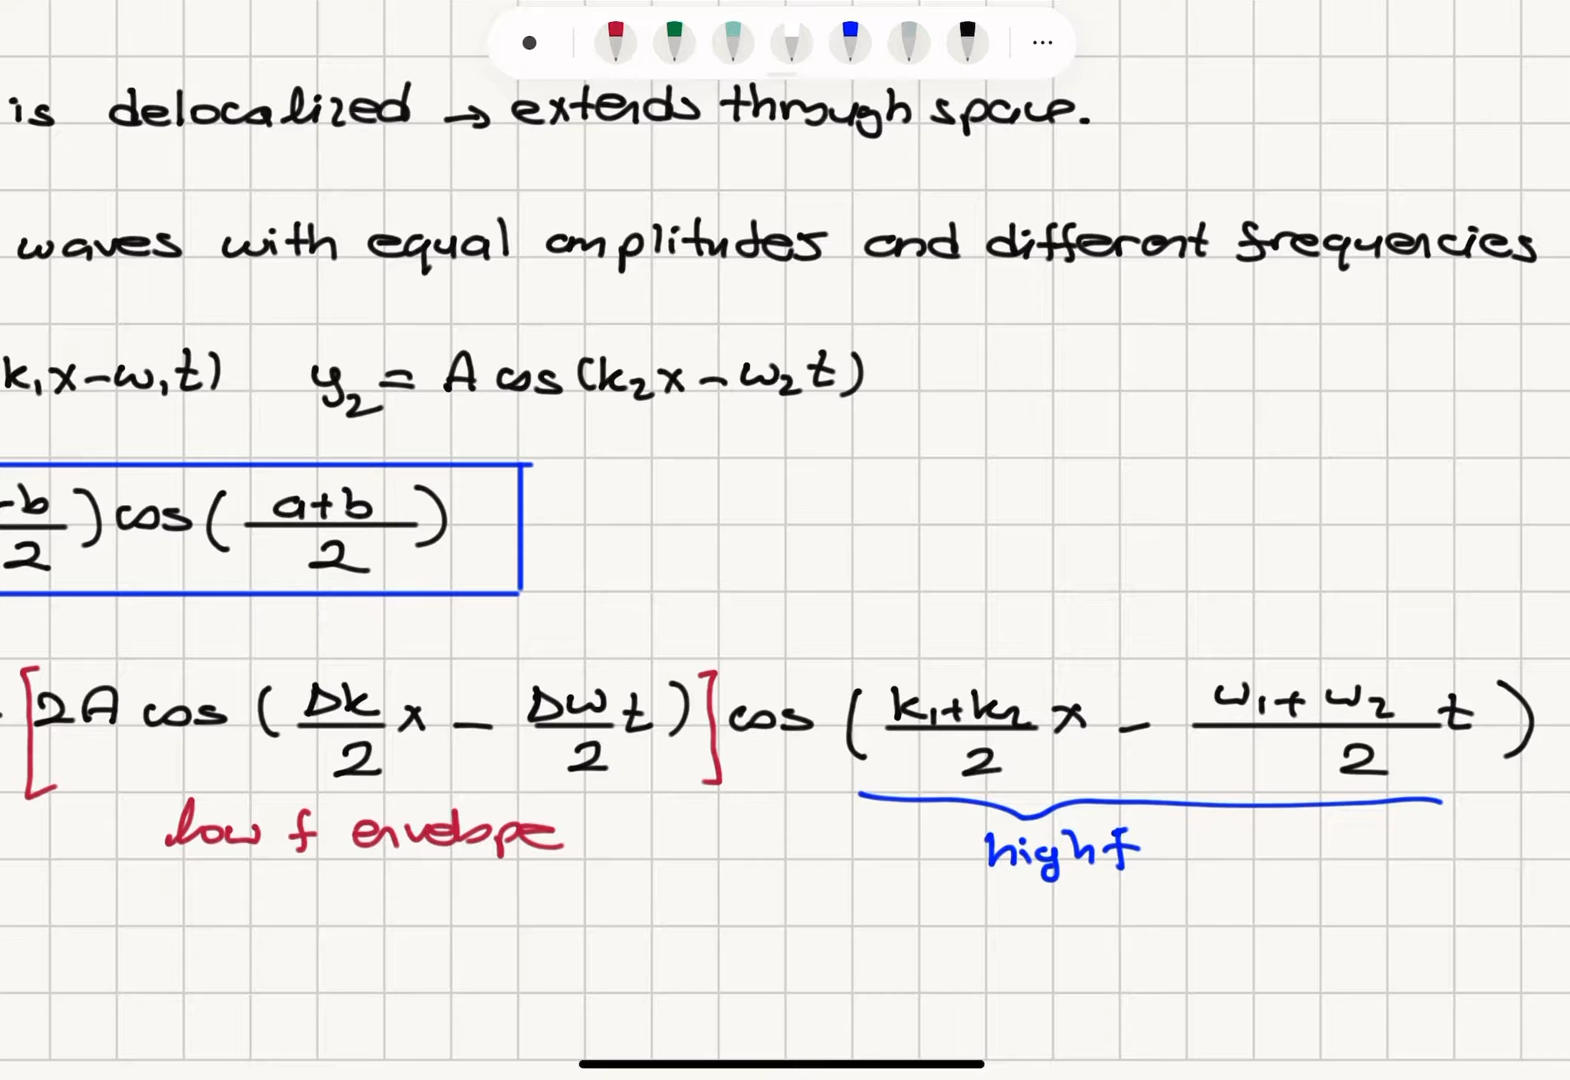 is delocalized → extends through space.
waves with equal amplitudes and different frequencies
k₁x-ω₁t)  y₂ = A cos(k₂x - ω₂t)
-b/2) cos((a+b)/2)
[2A cos(Δk/2 x - Δω/2 t)] cos((k₁+k₂)/2 x - (ω₁+ω₂)/2 t)
low f envelope
high f